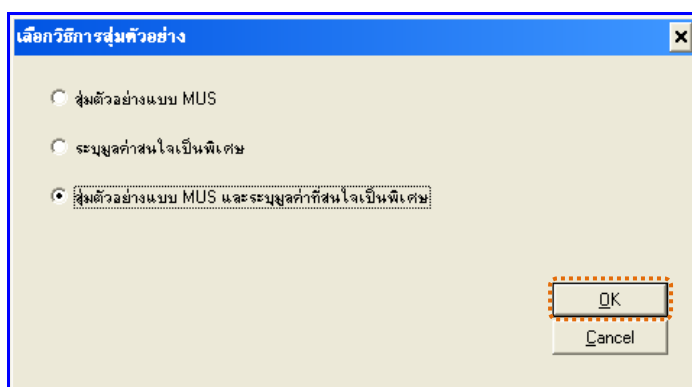 เลือกวิธีการสุ่มตัวอย่าง
สุ่มตัวอย่างแบบ MUS
ระบุมูลค่าสนใจเป็นพิเศษ
สุ่มตัวอย่างแบบ MUS และระบุมูลค่าที่สนใจเป็นพิเศษ
OK
Cancel